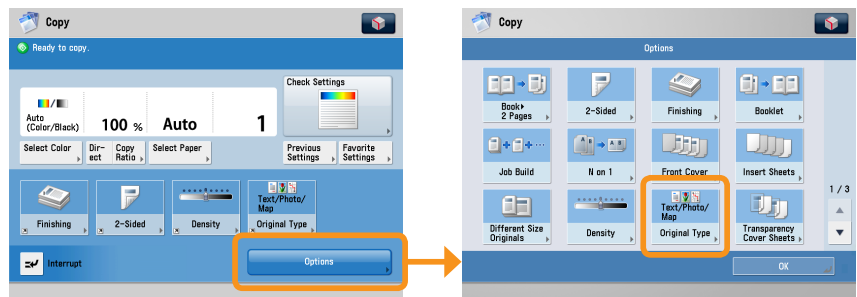 Copy
Ready to copy.
Check Settings
Auto
(Color/Black)
100 %
Auto
1
Select Color
Dir-
ect
Copy
Ratio
Select Paper
Previous
Settings
Favorite
Settings
Text/Photo/
Map
Finishing
2-Sided
Density
Original Type
Interrupt
Options
Copy
Options
Book
2 Pages
2-Sided
Finishing
Booklet
Job Build
N on 1
Front Cover
Insert Sheets
Different Size
Originals
Density
Text/Photo/
Map
Original Type
Transparency
Cover Sheets
1 / 3
OK